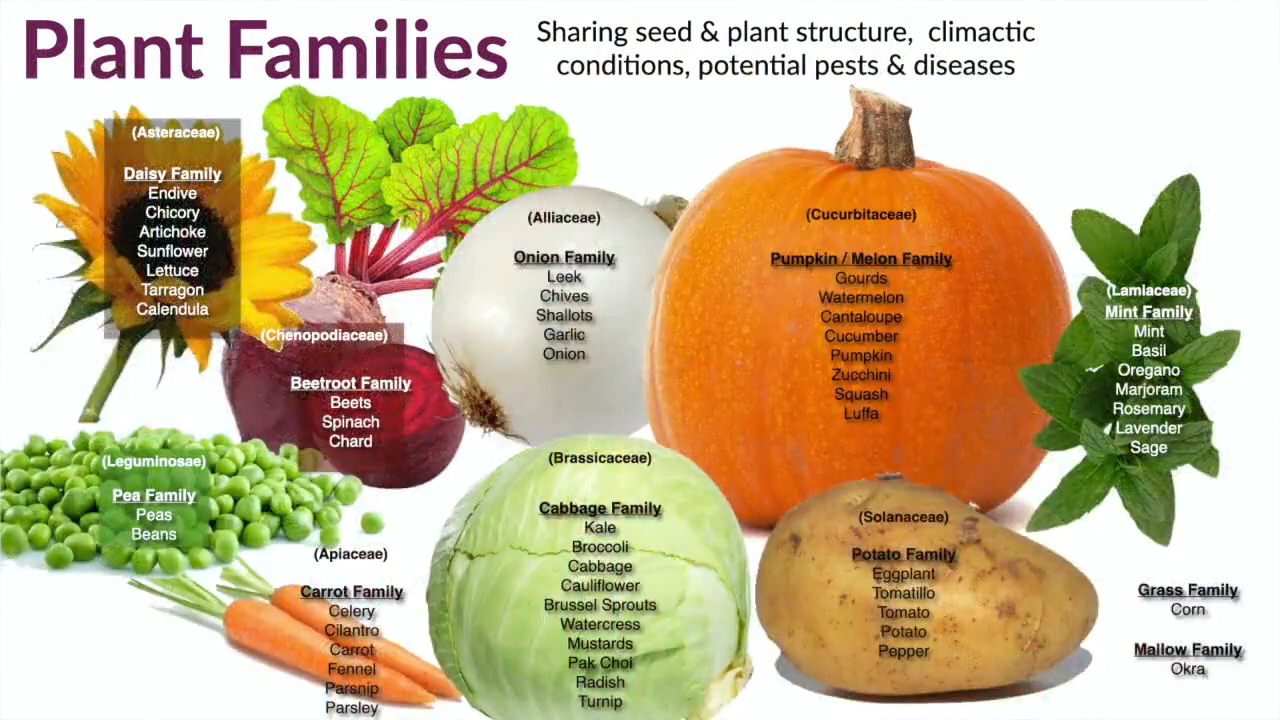 Plant Families
Sharing seed & plant structure, climactic
conditions, potential pests & diseases
(Asteraceae)
Daisy Family
Endive
Chicory
Artichoke
Sunflower
Lettuce
Tarragon
Calendula
(Chenopodiaceae)
Beetroot Family
Beets
Spinach
Chard
(Alliaceae)
Onion Family
Leek
Chives
Shallots
Garlic
Onion
(Cucurbitaceae)
Pumpkin / Melon Family
Gourds
Watermelon
Cantaloupe
Cucumber
Pumpkin
Zucchini
Squash
Luffa
(Lamiaceae)
Mint Family
Mint
Basil
Oregano
Marjoram
Rosemary
Lavender
Sage
(Leguminosae)
Pea Family
Peas
Beans
(Apiaceae)
Carrot Family
Celery
Cilantro
Carrot
Fennel
Parsnip
Parsley
(Brassicaceae)
Cabbage Family
Kale
Broccoli
Cabbage
Cauliflower
Brussel Sprouts
Watercress
Mustards
Pak Choi
Radish
Turnip
(Solanaceae)
Potato Family
Eggplant
Tomatillo
Tomato
Potato
Pepper
Grass Family
Corn
Mallow Family
Okra